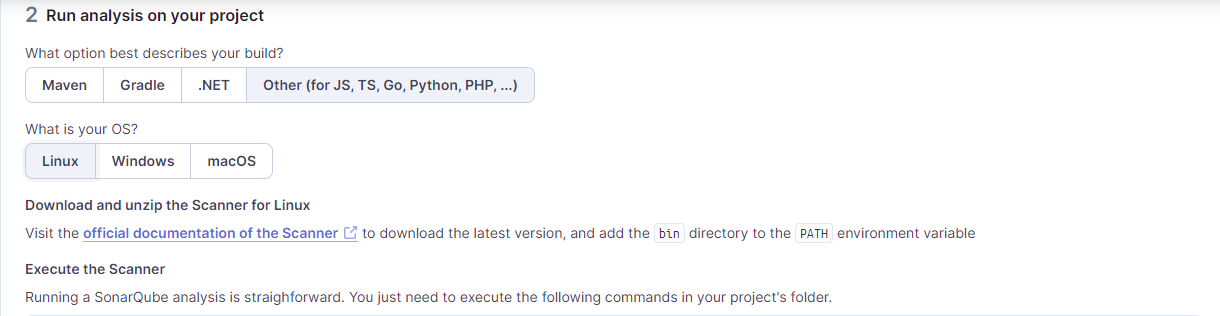 2 Run analysis on your project
What option best describes your build?
Maven Gradle .NET Other (for JS, TS, Go, Python, PHP, ...)
What is your OS?
Linux Windows macOS
Download and unzip the Scanner for Linux
Visit the official documentation of the Scanner to download the latest version, and add the bin directory to the PATH environment variable
Execute the Scanner
Running a SonarQube analysis is straighforward. You just need to execute the following commands in your project's folder.